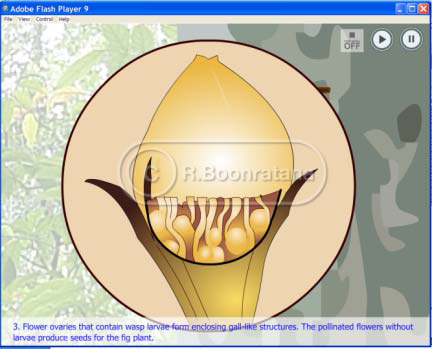 Adobe Flash Player 9
File View Control Help
OFF
© R.Boonratana
3. Flower ovaries that contain wasp larvae form enclosing gall-like structures. The pollinated flowers without
larvae produce seeds for the fig plant.